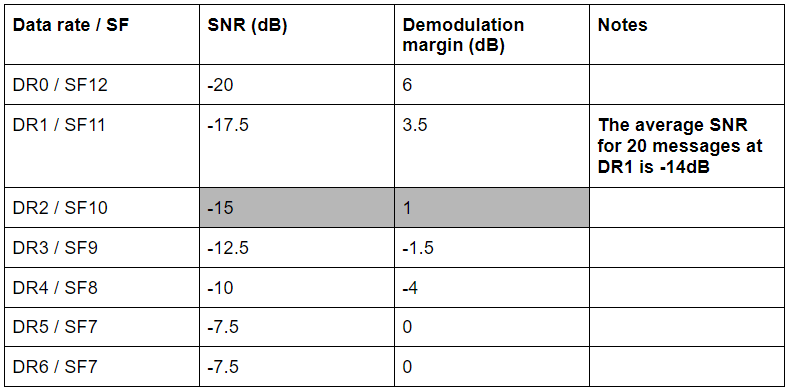 Data rate / SF SNR (dB) Demodulation Notes
margin (dB)
DR0 / SF12 -20 6
DR1 / SF11 -17.5 3.5 The average SNR
for 20 messages at
DR1 is -14dB
DR2 / SF10 -15 1
DR3 / SF9 -12.5 -1.5
DR4 / SF8 -10 -4
DR5 / SF7 -7.5 0
DR6 / SF7 -7.5 0